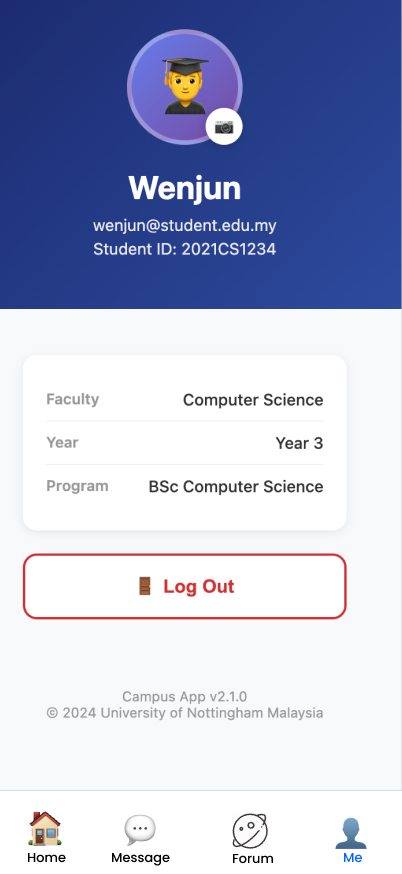 Wenjun
wenjun@student.edu.my
Student ID: 2021CS1234
Faculty Computer Science
Year Year 3
Program BSc Computer Science
Log Out
Campus App v2.1.0
© 2024 University of Nottingham Malaysia
Home Message Forum Me